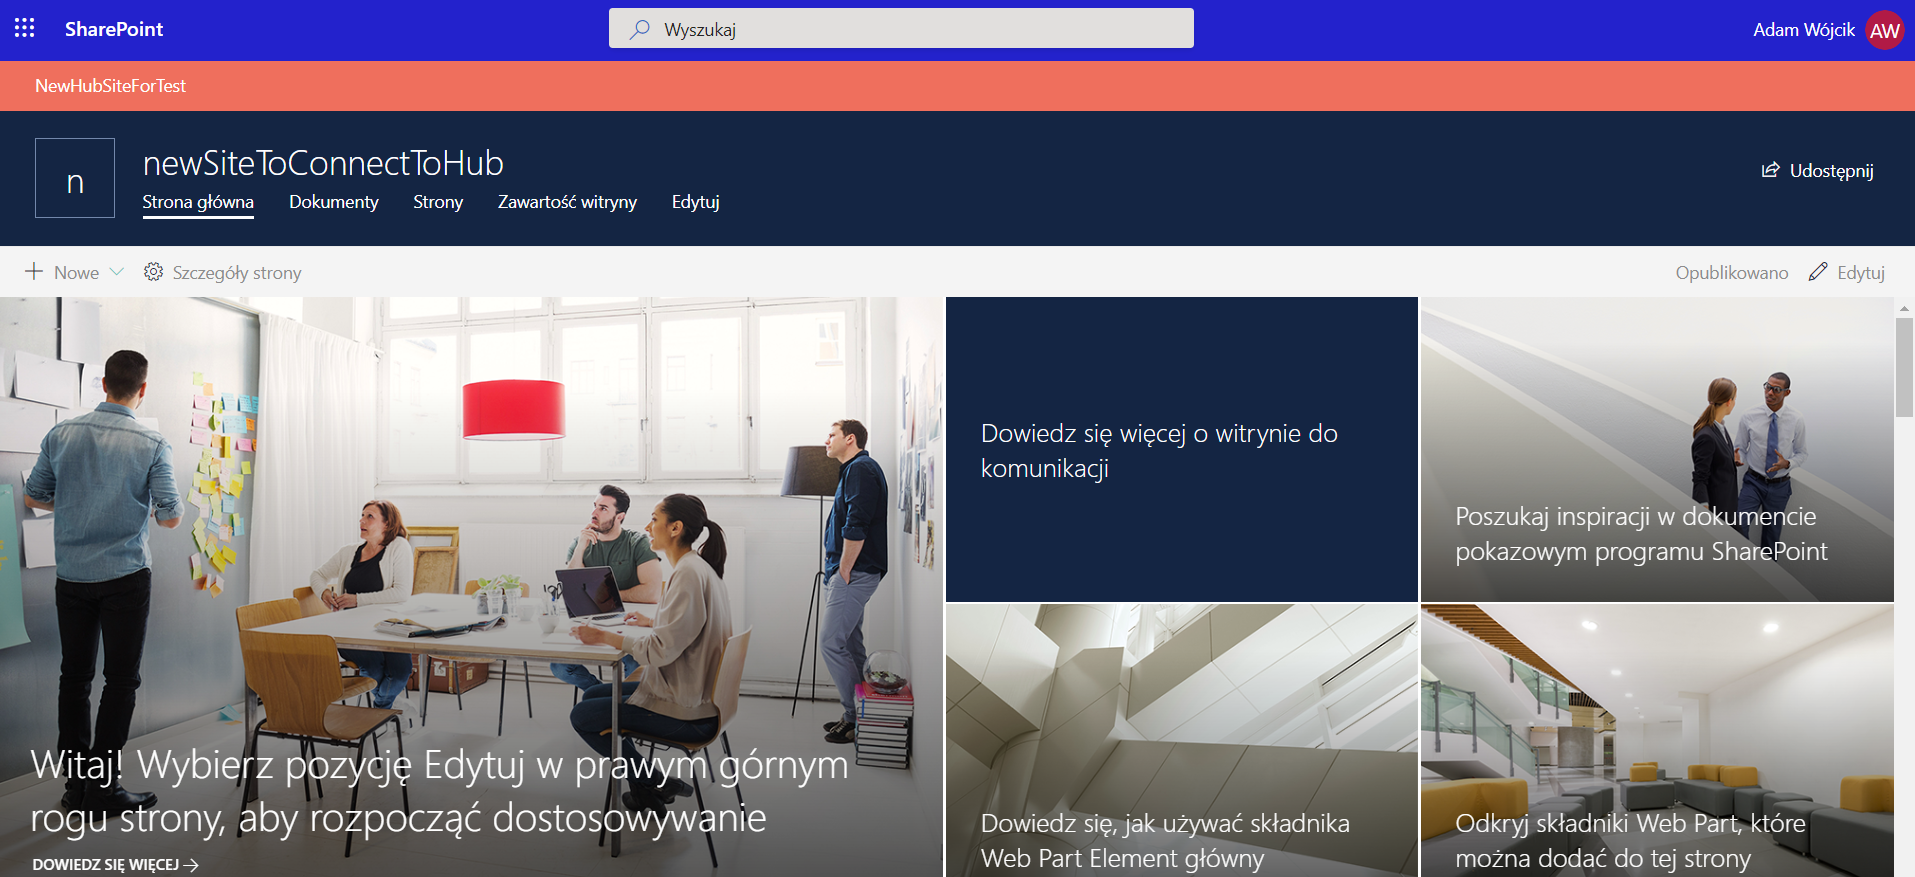 SharePoint
Wyszukaj
Adam Wójcik
AW
NewHubSiteForTest
n
newSiteToConnectToHub
Strona główna
Dokumenty
Strony
Zawartość witryny
Edytuj
Udostępnij
Nowe
Szczegóły strony
Opublikowano
Edytuj
Witaj! Wybierz pozycję Edytuj w prawym górnym
rogu strony, aby rozpocząć dostosowywanie
DOWIEDZ SIĘ WIĘCEJ
Dowiedz się więcej o witrynie do
komunikacji
Poszukaj inspiracji w dokumencie
pokazowym programu SharePoint
Dowiedz się, jak używać składnika
Web Part Element główny
Odkryj składniki Web Part, które
można dodać do tej strony